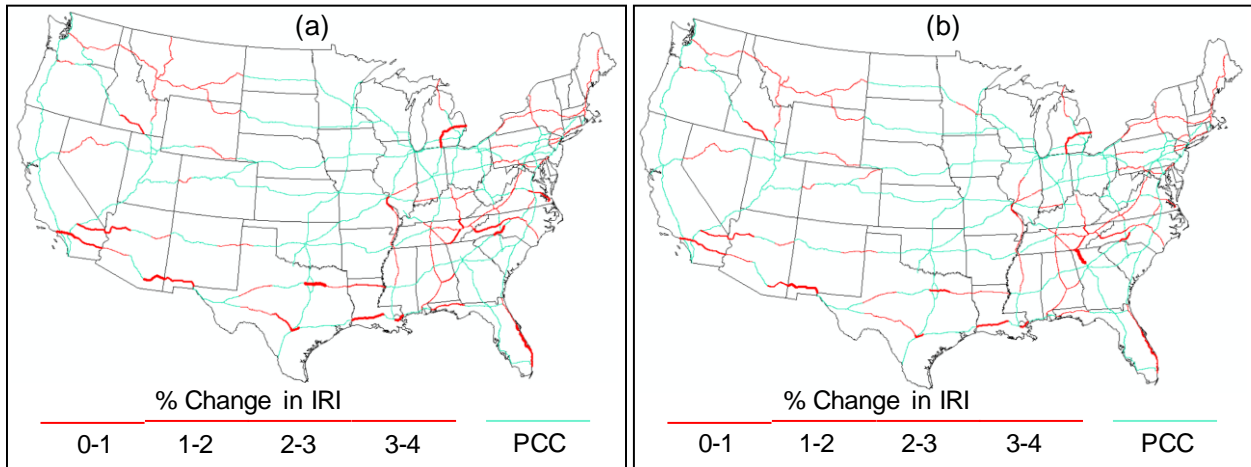 (a)
% Change in IRI
0-1 1-2 2-3 3-4 PCC
(b)
% Change in IRI
0-1 1-2 2-3 3-4 PCC